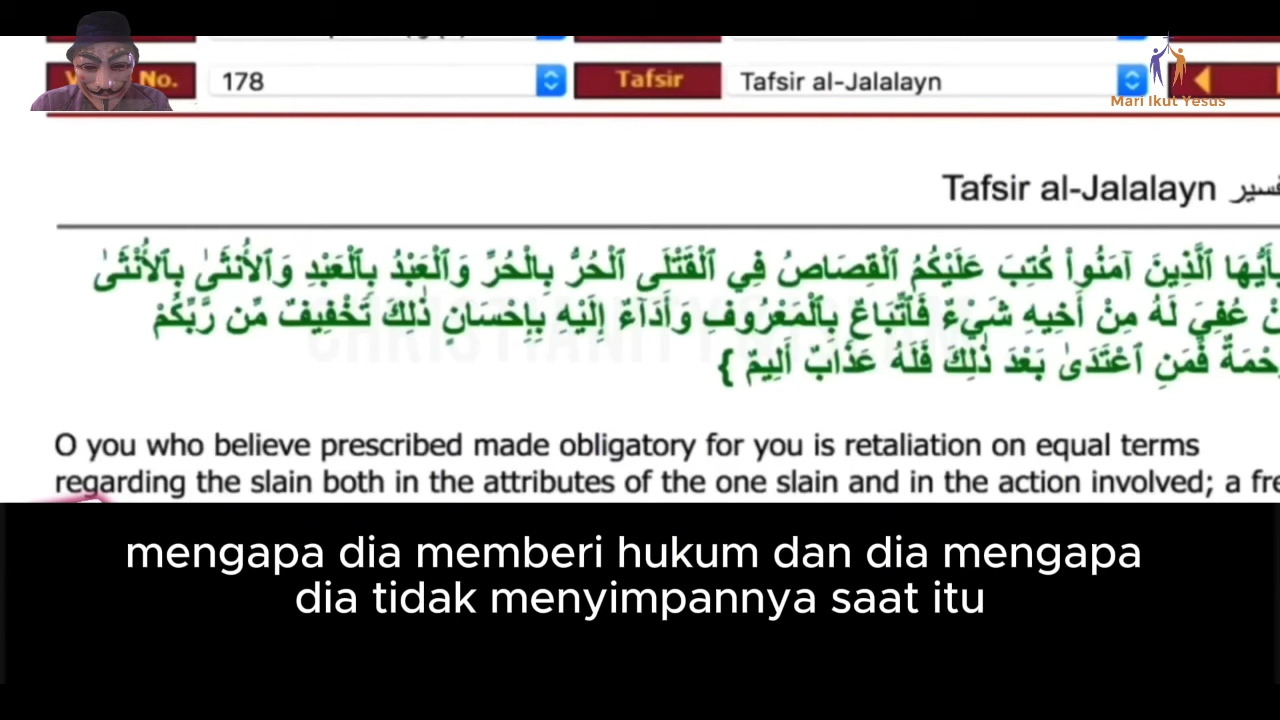 No.
178
Tafsir
Tafsir al-Jalalayn
Mari Ikut Yesus
Tafsir al-Jalalayn
كُتِبَ عَلَيْكُمُ ٱلْقِصَاصُ فِي ٱلْقَتْلَى ٱلْحُرُّ بِالْحُرِّ وَٱلْعَبْدُ بِٱلْعَبْدِ وَٱلأُنثَىٰ بِٱلأُنْثَىٰ ٱلَّذِينَ آمَنُواْ
عُفِيَ لَهُ مِنْ أَخِيهِ شَيْءٌ فَٱتِّبَاعٌ بِٱلْمَعْرُوفِ وَأَدَآءٌ إِلَيْهِ بِإِحْسَانٍ ذٰلِكَ تَخْفِيفٌ مِّن رَّبِّكُمْ
فَمَنِ ٱعْتَدَىٰ بَعْدَ ذٰلِكَ فَلَهُ عَذَابٌ أَلِيمٌ }
O you who believe prescribed made obligatory for you is retaliation on equal terms
regarding the slain both in the attributes of the one slain and in the action involved; a fre
mengapa dia memberi hukum dan dia mengapa
dia tidak menyimpannya saat itu